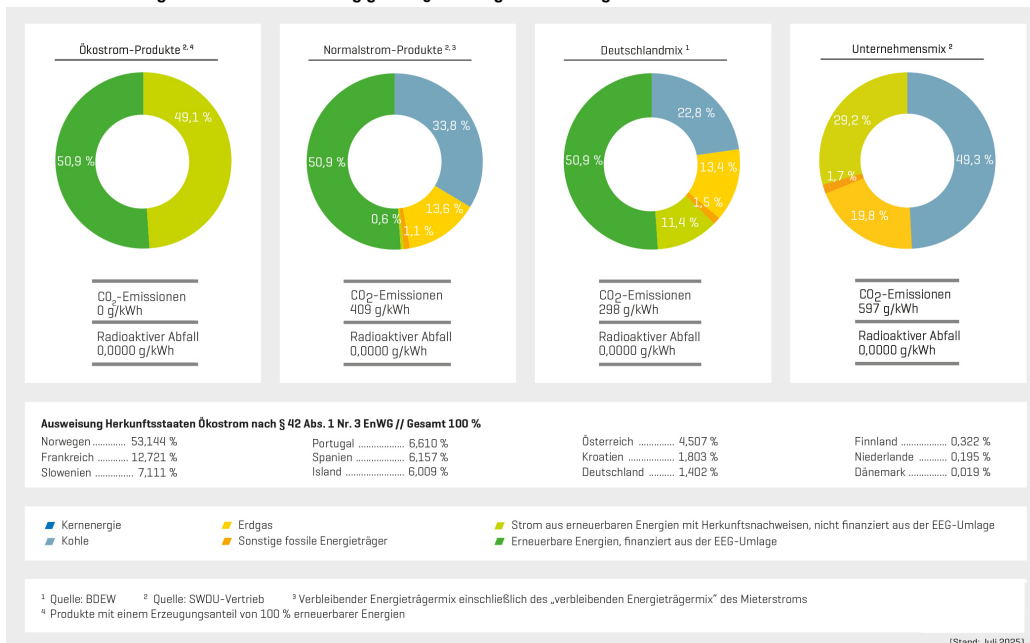 Ökostrom-Produkte ²,⁴
50,9 %
49,1 %
CO₂-Emissionen
0 g/kWh
Radioaktiver Abfall
0,0000 g/kWh
Normalstrom-Produkte ²,³
33,8 %
50,9 %
13,6 %
0,6 %
1,1 %
CO₂-Emissionen
409 g/kWh
Radioaktiver Abfall
0,0000 g/kWh
Deutschlandmix ¹
22,8 %
50,9 %
13,4 %
1,5 %
11,4 %
CO₂-Emissionen
298 g/kWh
Radioaktiver Abfall
0,0000 g/kWh
Unternehmensmix ²
29,2 %
49,3 %
1,7 %
19,8 %
CO₂-Emissionen
597 g/kWh
Radioaktiver Abfall
0,0000 g/kWh
Ausweisung Herkunftsstaaten Ökostrom nach § 42 Abs. 1 Nr. 3 EnWG // Gesamt 100 %
Norwegen ............. 53,144 %
Frankreich ............. 12,721 %
Slowenien ............... 7,111 %
Portugal ................. 6,610 %
Spanien .................. 6,157 %
Island ..................... 6,009 %
Österreich .............. 4,507 %
Kroatien ................. 1,803 %
Deutschland .......... 1,402 %
Finnland ................ 0,322 %
Niederlande .......... 0,195 %
Dänemark .............. 0,019 %
Kernenergie
Kohle
Erdgas
Sonstige fossile Energieträger
Strom aus erneuerbaren Energien mit Herkunftsnachweisen, nicht finanziert aus der EEG-Umlage
Erneuerbare Energien, finanziert aus der EEG-Umlage
¹ Quelle: BDEW ² Quelle: SWDU-Vertrieb ³ Verbleibender Energieträgermix einschließlich des „verbleibenden Energieträgermix" des Mieterstroms
⁴ Produkte mit einem Erzeugungsanteil von 100 % erneuerbarer Energien
(Stand: Juli 2025)